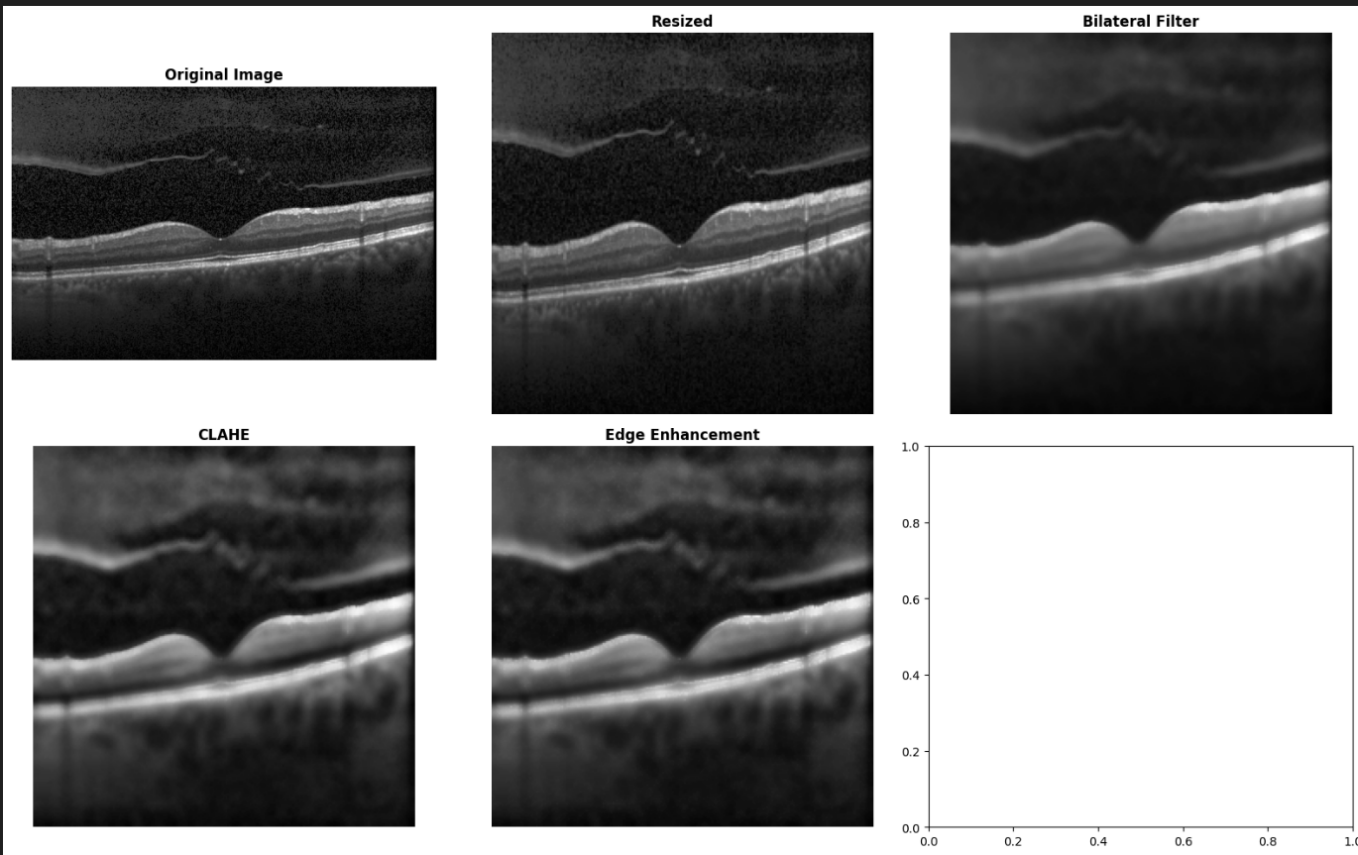 Original Image
Resized
Bilateral Filter
CLAHE
Edge Enhancement
1.0
0.8
0.6
0.4
0.2
0.0
0.0 0.2 0.4 0.6 0.8 1.0